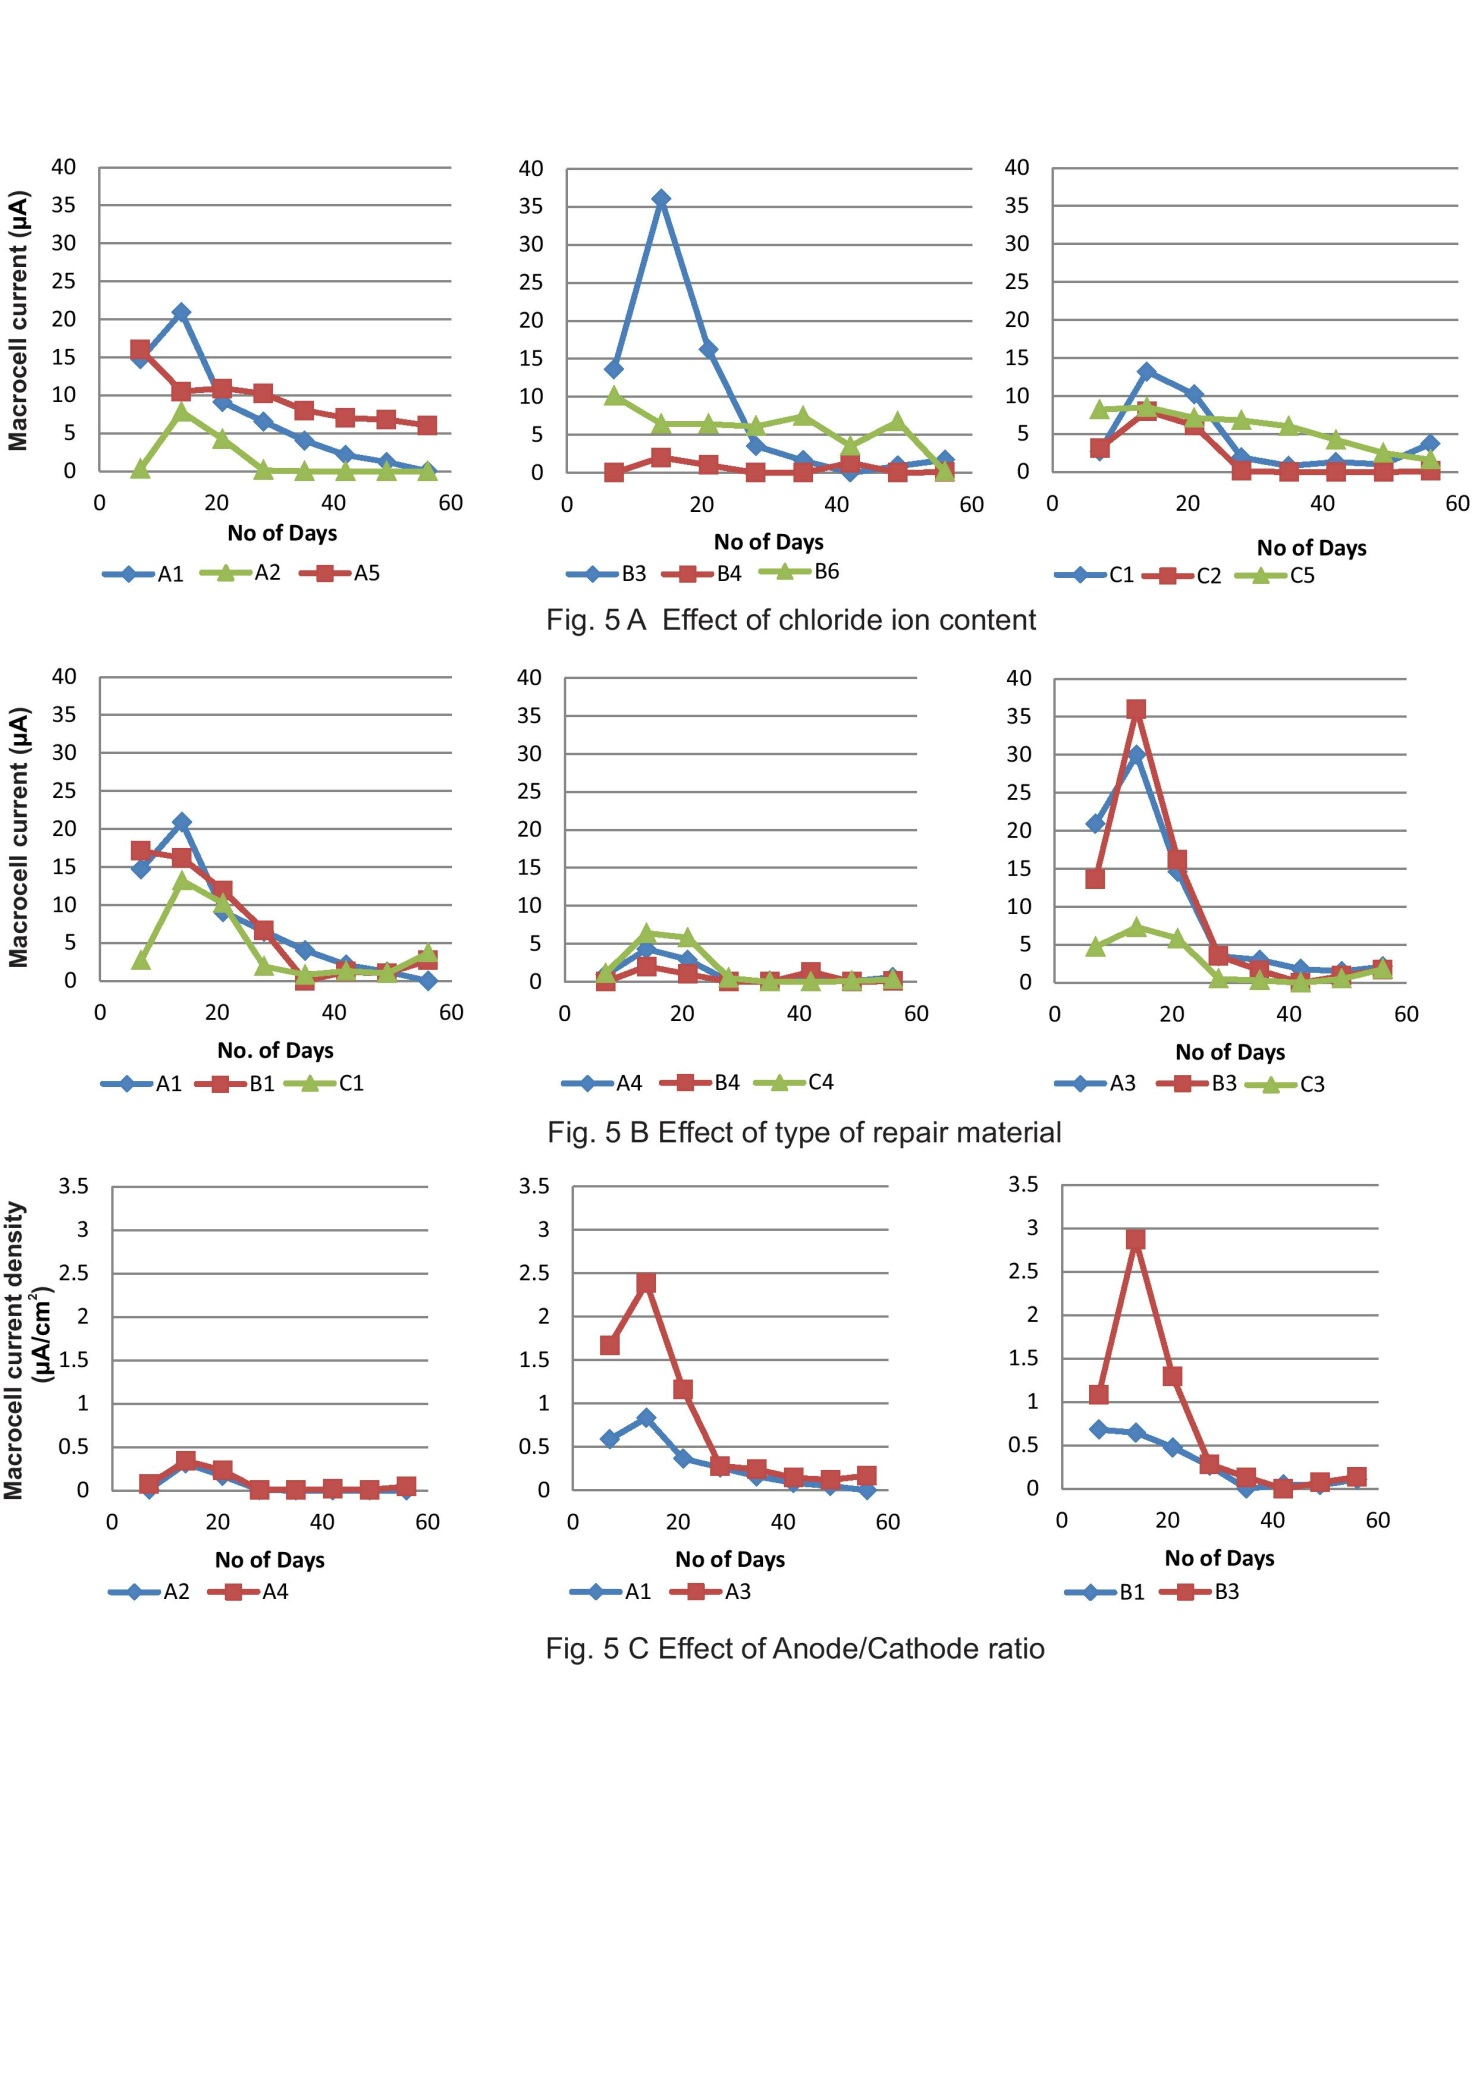 Macrocell current (µA)
40
35
30
25
20
15
10
5
0
0 20 40 60
No of Days
A1 A2 A5
40
35
30
25
20
15
10
5
0
0 20 40 60
No of Days
B3 B4 B6
40
35
30
25
20
15
10
5
0
0 20 40 60
No of Days
C1 C2 C5
Fig. 5 A Effect of chloride ion content
Macrocell current (µA)
40
35
30
25
20
15
10
5
0
0 20 40 60
No. of Days
A1 B1 C1
40
35
30
25
20
15
10
5
0
0 20 40 60
A4 B4 C4
40
35
30
25
20
15
10
5
0
0 20 40 60
No of Days
A3 B3 C3
Fig. 5 B Effect of type of repair material
Macrocell current density
(µA/cm²)
3.5
3
2.5
2
1.5
1
0.5
0
0 20 40 60
No of Days
A2 A4
3.5
3
2.5
2
1.5
1
0.5
0
0 20 40 60
No of Days
A1 A3
3.5
3
2.5
2
1.5
1
0.5
0
0 20 40 60
No of Days
B1 B3
Fig. 5 C Effect of Anode/Cathode ratio